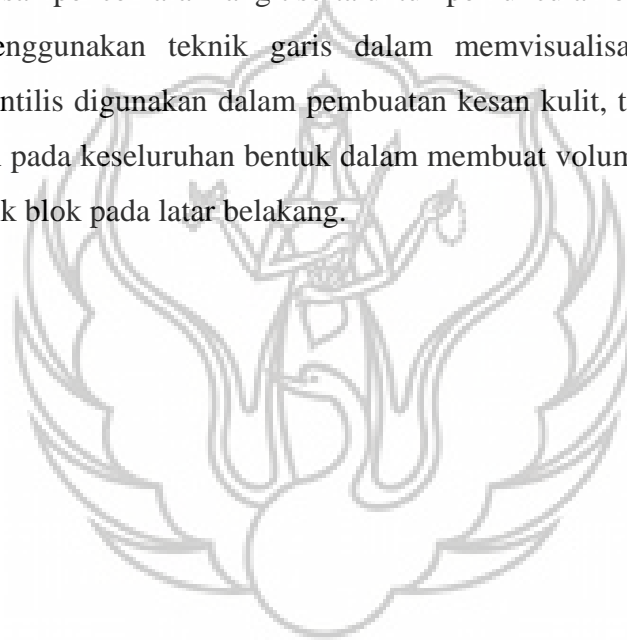 menggunakan teknik garis dalam memvisualisa
ntilis digunakan dalam pembuatan kesan kulit, t
pada keseluruhan bentuk dalam membuat volum
k blok pada latar belakang.